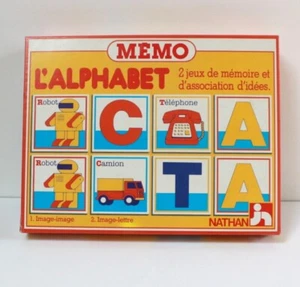 MÉMO
L'ALPHABET
2 jeux de mémoire et
d'association d'idées.
Robot
C
Téléphone
A
Robot
Camion
T
A
1. Image-image
2. Image-lettre
NATHAN